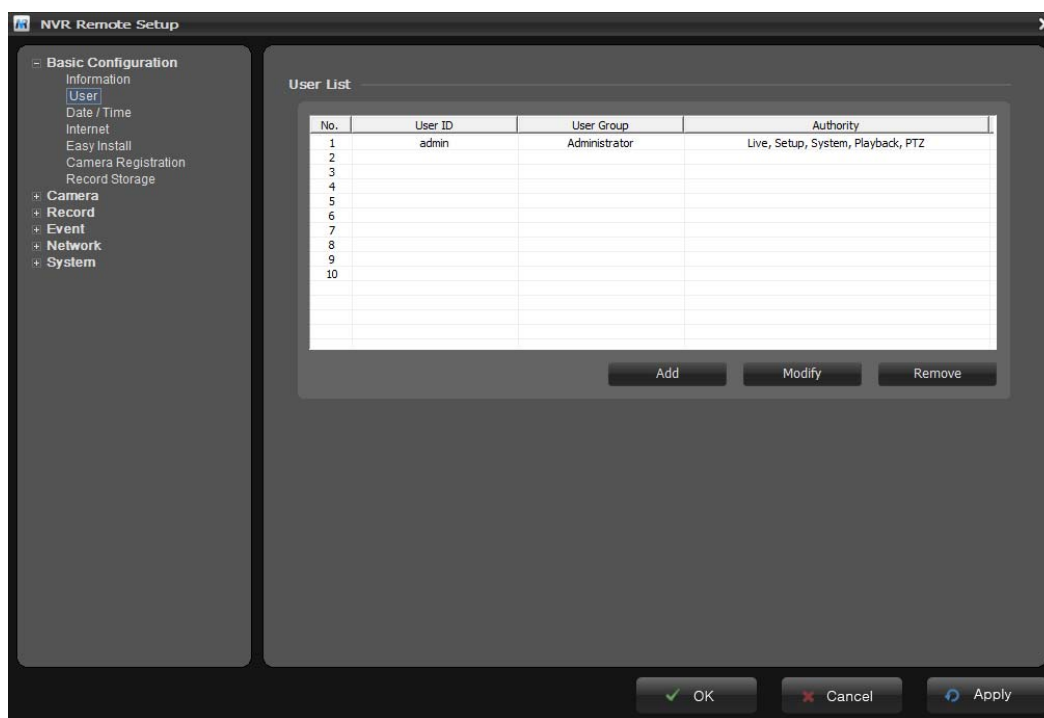 NVR Remote Setup
Basic Configuration
Information
User
Date / Time
Internet
Easy Install
Camera Registration
Record Storage
Camera
Record
Event
Network
System
User List
No. User ID User Group Authority
1 admin Administrator Live, Setup, System, Playback, PTZ
2
3
4
5
6
7
8
9
10
Add Modify Remove
OK Cancel Apply